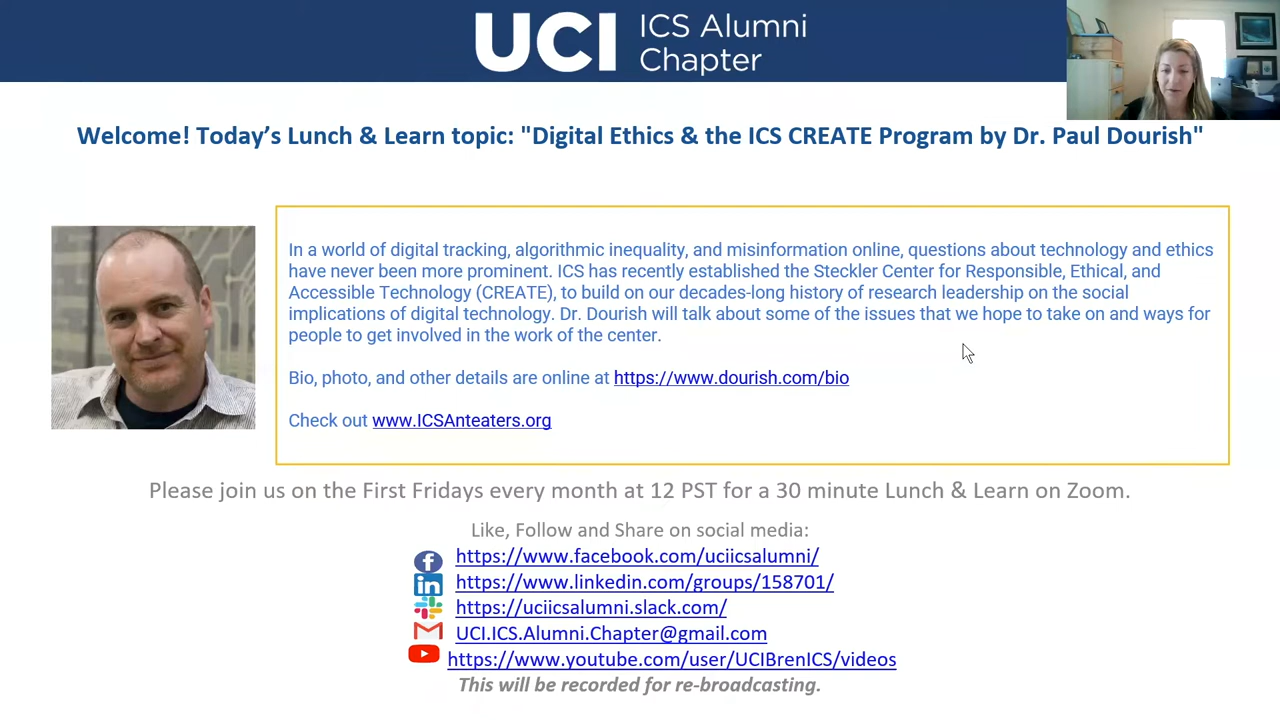 UCI ICS Alumni
Chapter
Welcome! Today’s Lunch & Learn topic: "Digital Ethics & the ICS CREATE Program by Dr. Paul Dourish"
In a world of digital tracking, algorithmic inequality, and misinformation online, questions about technology and ethics
have never been more prominent. ICS has recently established the Steckler Center for Responsible, Ethical, and
Accessible Technology (CREATE), to build on our decades-long history of research leadership on the social
implications of digital technology. Dr. Dourish will talk about some of the issues that we hope to take on and ways for
people to get involved in the work of the center.
Bio, photo, and other details are online at https://www.dourish.com/bio
Check out www.ICSAnteaters.org
Please join us on the First Fridays every month at 12 PST for a 30 minute Lunch & Learn on Zoom.
Like, Follow and Share on social media:
https://www.facebook.com/uciicsalumni/
https://www.linkedin.com/groups/158701/
https://uciicsalumni.slack.com/
UCI.ICS.Alumni.Chapter@gmail.com
https://www.youtube.com/user/UCIBrenICS/videos
This will be recorded for re-broadcasting.